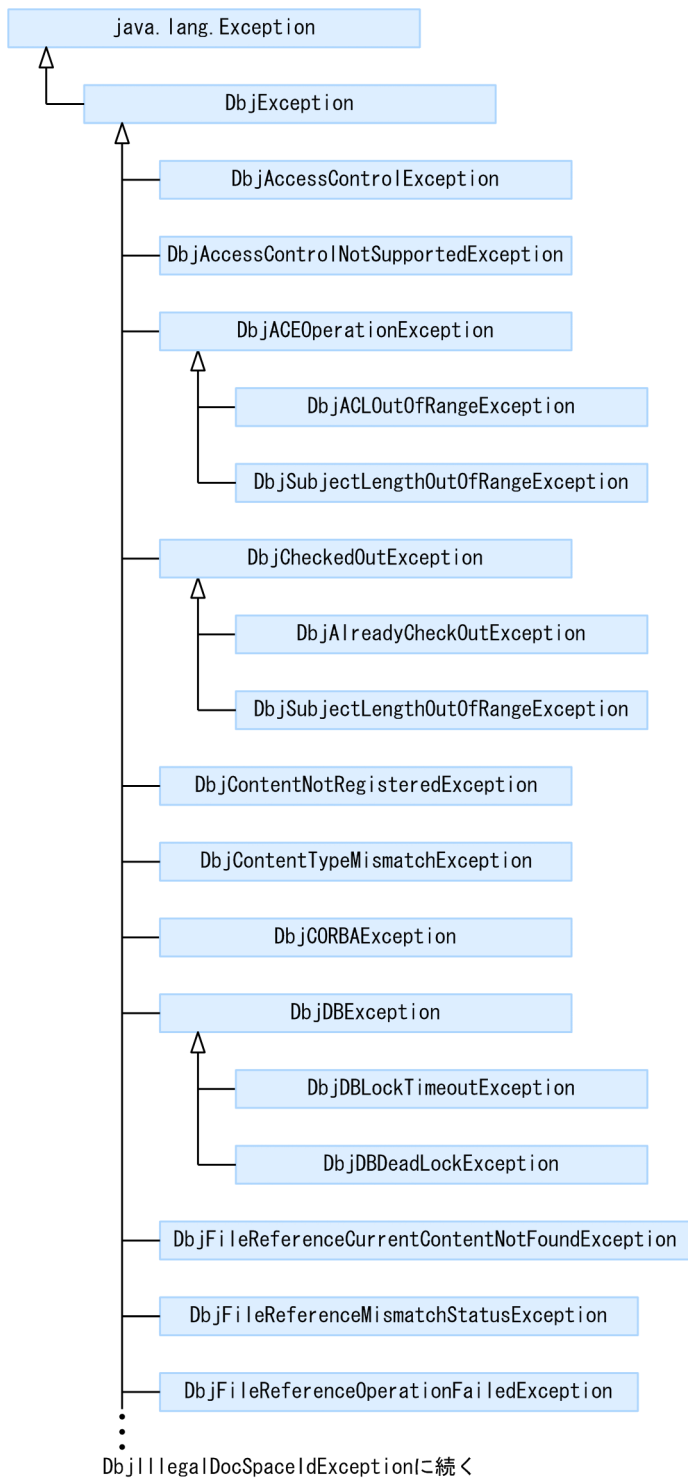 java.lang.Exception
DbjException
DbjAccessControlException
DbjAccessControlNotSupportedException
DbjACEOperationException
DbjACLOutOfRangeException
DbjSubjectLengthOutOfRangeException
DbjCheckedOutException
DbjAlreadyCheckOutException
DbjSubjectLengthOutOfRangeException
DbjContentNotRegisteredException
DbjContentTypeMismatchException
DbjCORBAException
DbjDBException
DbjDBLockTimeoutException
DbjDBDeadLockException
DbjFileReferenceCurrentContentNotFoundException
DbjFileReferenceMismatchStatusException
DbjFileReferenceOperationFailedException
DbjIllegalDocSpaceIdExceptionに続く